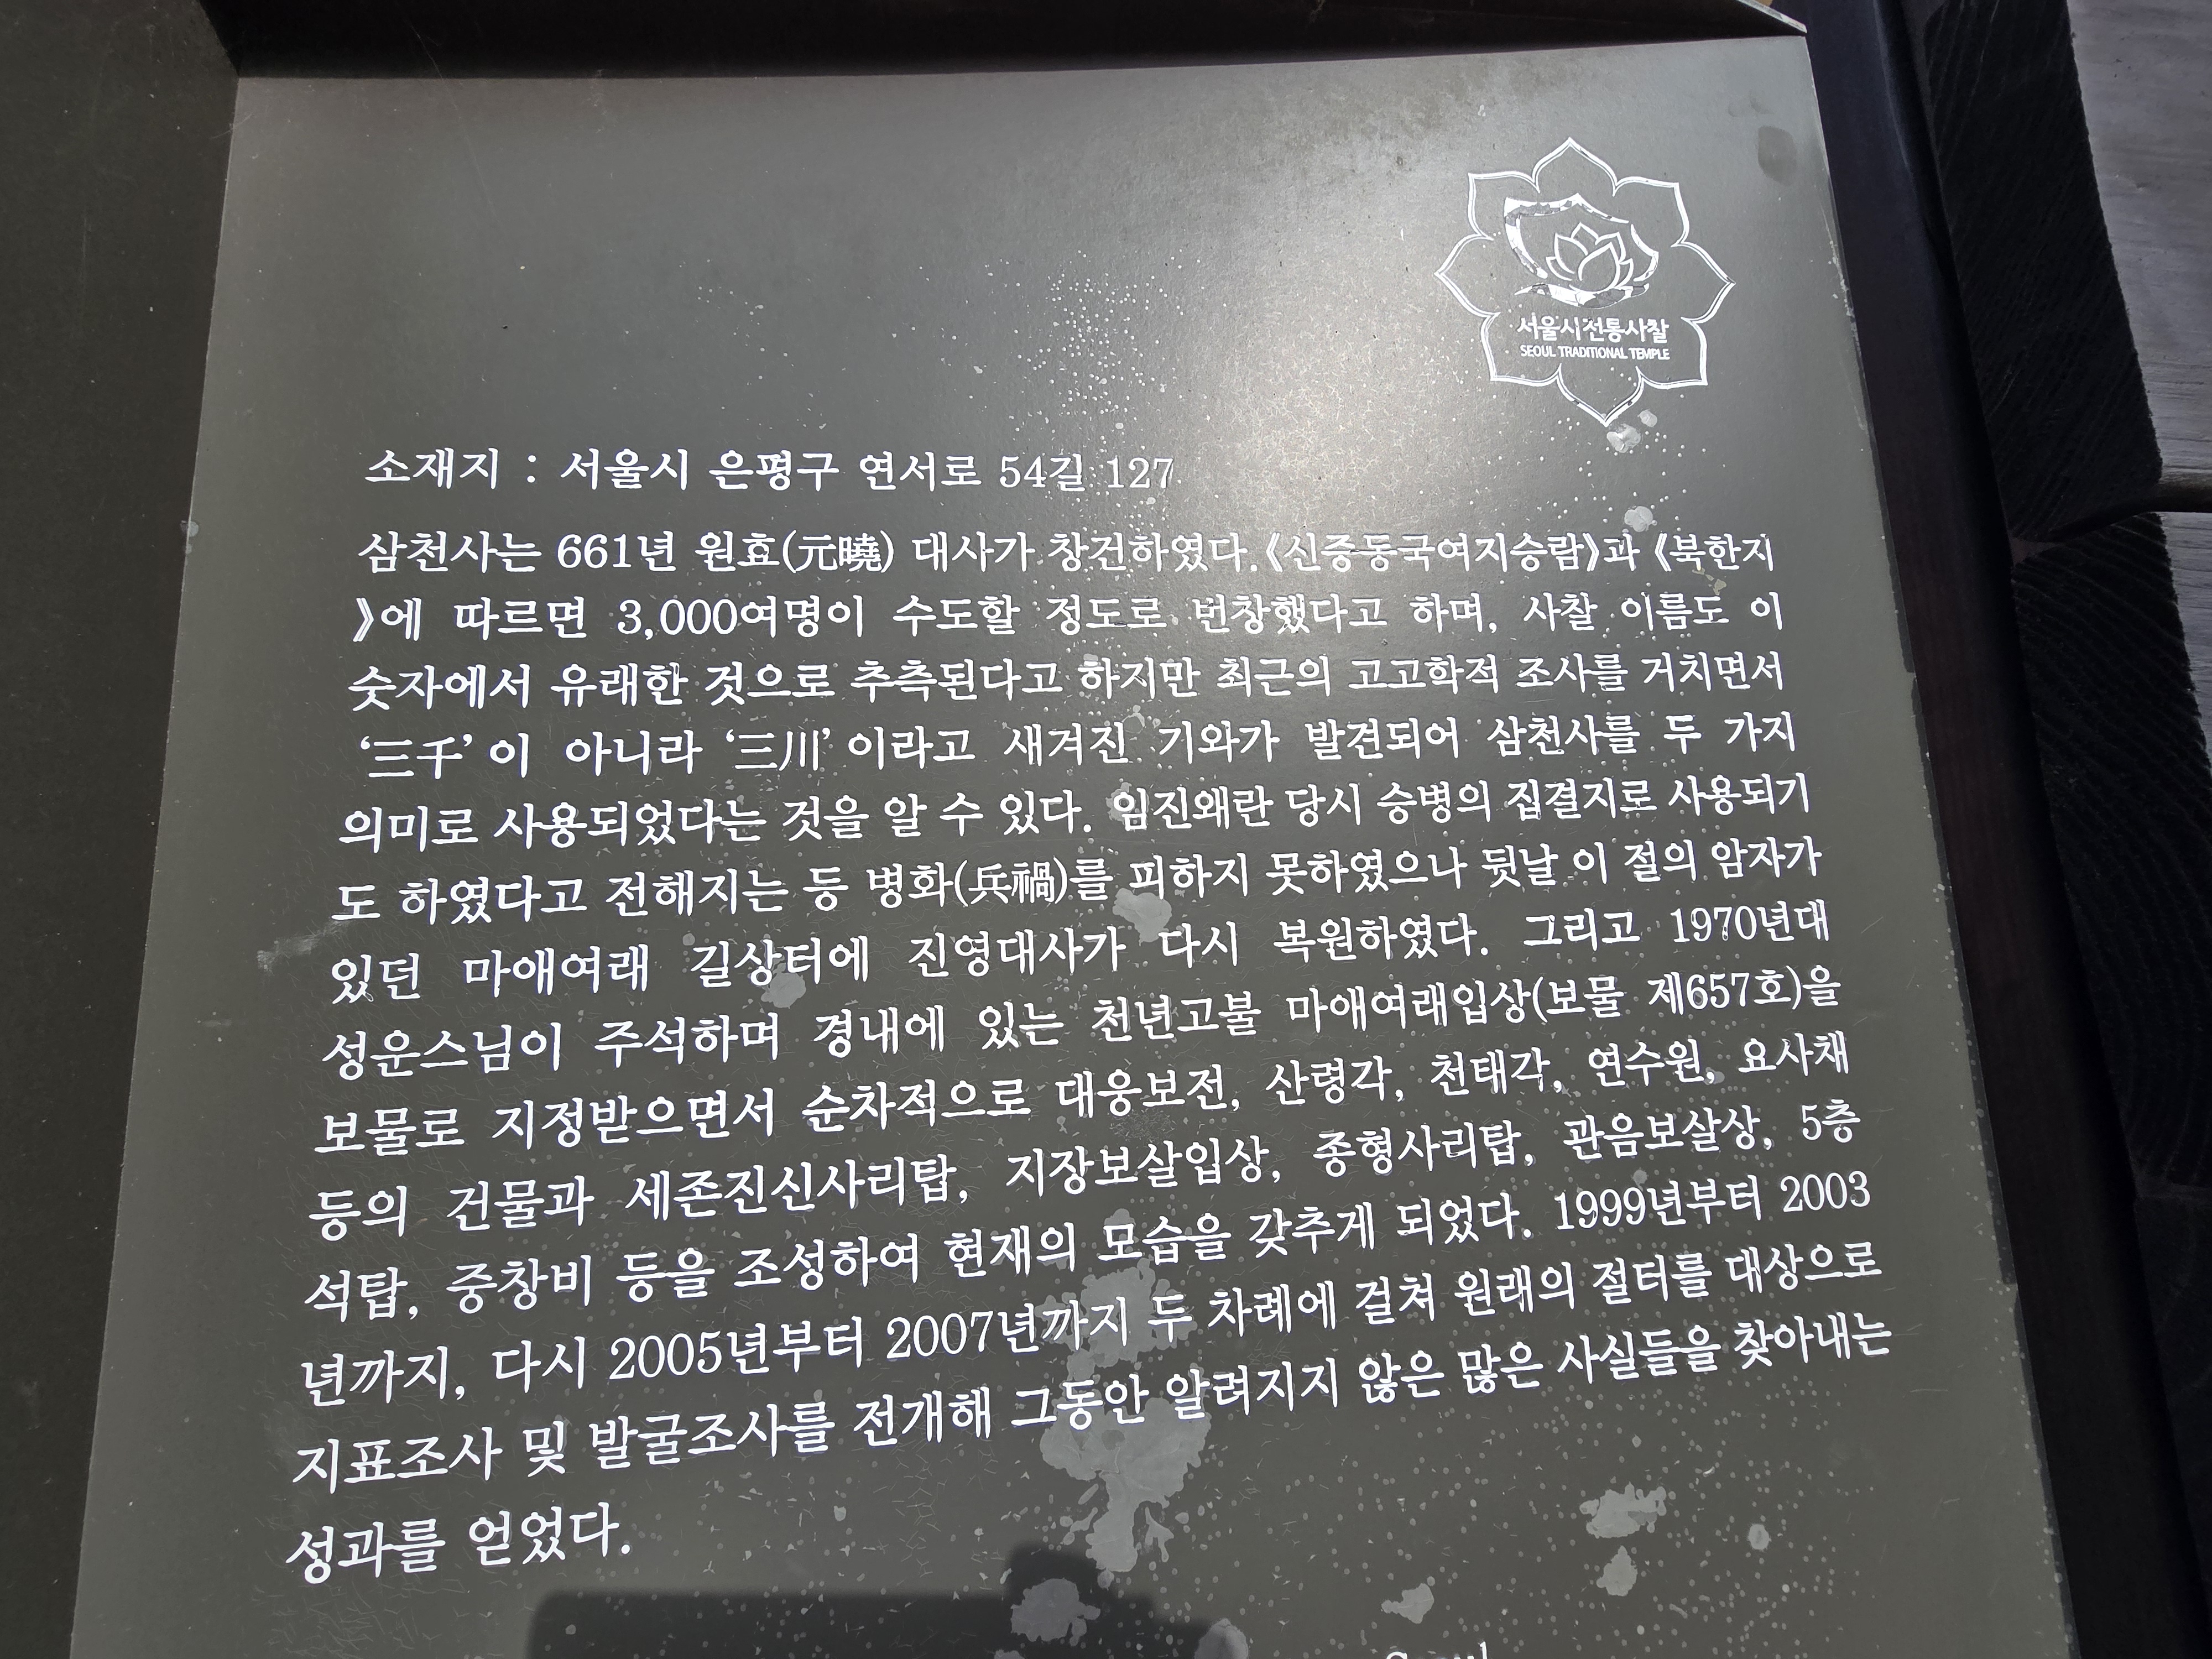 서울시전통사찰
SEOUL TRADITIONAL TEMPLE
소재지 : 서울시 은평구 연서로 54길 127
삼천사는 661년 원효(元曉) 대사가 창건하였다.《신증동국여지승람》과 《북한지
》에 따르면 3,000여명이 수도할 정도로 번창했다고 하며, 사찰 이름도 이
숫자에서 유래한 것으로 추측된다고 하지만 최근의 고고학적 조사를 거치면서
‘三千’이 아니라 ‘三川’이라고 새겨진 기와가 발견되어 삼천사를 두 가지
의미로 사용되었다는 것을 알 수 있다. 임진왜란 당시 승병의 집결지로 사용되기
도 하였다고 전해지는 등 병화(兵禍)를 피하지 못하였으나 뒷날 이 절의 암자가
있던 마애여래 길상터에 진영대사가 다시 복원하였다. 그리고 1970년대
성운스님이 주석하며 경내에 있는 천년고불 마애여래입상(보물 제657호)을
보물로 지정받으면서 순차적으로 대웅보전, 산령각, 천태각, 연수원, 요사채
등의 건물과 세존진신사리탑, 지장보살입상, 종형사리탑, 관음보살상, 5층
석탑, 중창비 등을 조성하여 현재의 모습을 갖추게 되었다. 1999년부터 2003
년까지, 다시 2005년부터 2007년까지 두 차례에 걸쳐 원래의 절터를 대상으로
지표조사 및 발굴조사를 전개해 그동안 알려지지 않은 많은 사실들을 찾아내는
성과를 얻었다.